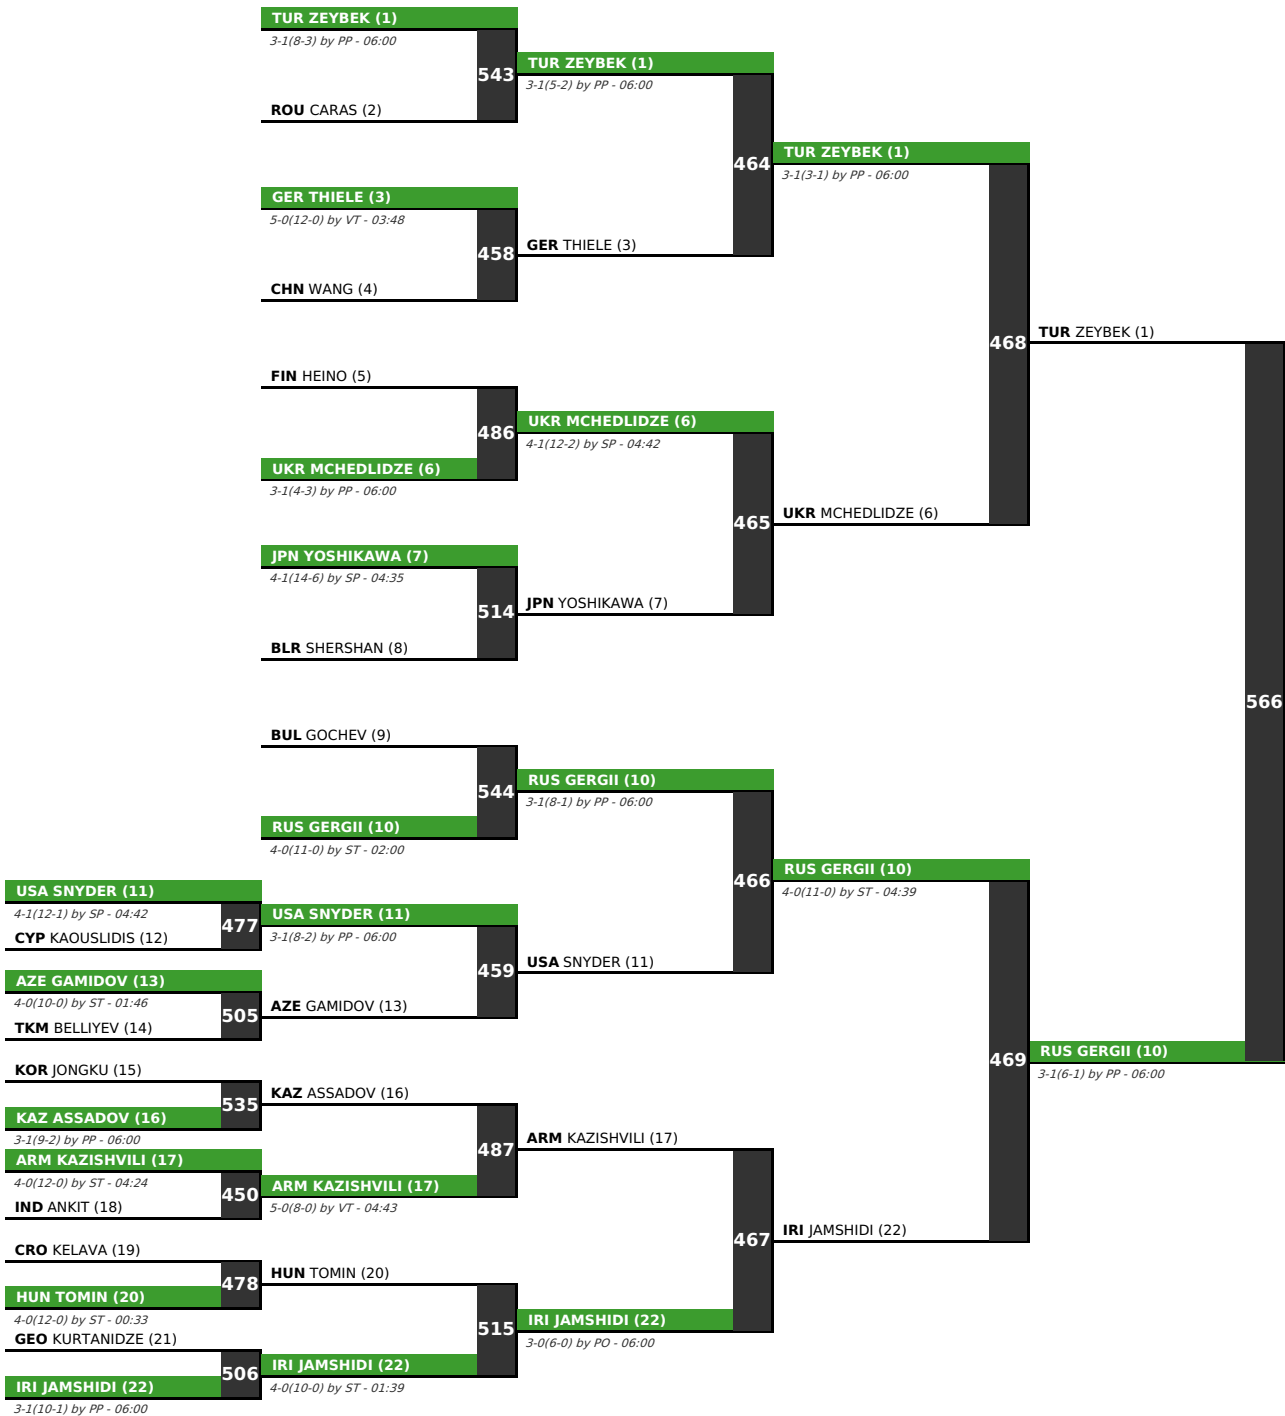 TUR ZEYBEK (1)
3-1(8-3) by PP - 06:00
543
ROU CARAS (2)
TUR ZEYBEK (1)
3-1(5-2) by PP - 06:00
464
GER THIELE (3)
5-0(12-0) by VT - 03:48
458
CHN WANG (4)
GER THIELE (3)
TUR ZEYBEK (1)
3-1(3-1) by PP - 06:00
468
FIN HEINO (5)
486
UKR MCHEDLIDZE (6)
3-1(4-3) by PP - 06:00
UKR MCHEDLIDZE (6)
4-1(12-2) by SP - 04:42
465
JPN YOSHIKAWA (7)
4-1(14-6) by SP - 04:35
514
BLR SHERSHAN (8)
JPN YOSHIKAWA (7)
UKR MCHEDLIDZE (6)
TUR ZEYBEK (1)
566
BUL GOCHEV (9)
544
RUS GERGII (10)
4-0(11-0) by ST - 02:00
RUS GERGII (10)
3-1(8-1) by PP - 06:00
466
USA SNYDER (11)
4-1(12-1) by SP - 04:42
477
CYP KAOUSLIDIS (12)
USA SNYDER (11)
3-1(8-2) by PP - 06:00
459
AZE GAMIDOV (13)
4-0(10-0) by ST - 01:46
505
TKM BELLIYEV (14)
AZE GAMIDOV (13)
USA SNYDER (11)
RUS GERGII (10)
4-0(11-0) by ST - 04:39
469
KOR JONGKU (15)
535
KAZ ASSADOV (16)
3-1(9-2) by PP - 06:00
KAZ ASSADOV (16)
487
ARM KAZISHVILI (17)
4-0(12-0) by ST - 04:24
450
IND ANKIT (18)
ARM KAZISHVILI (17)
5-0(8-0) by VT - 04:43
ARM KAZISHVILI (17)
467
CRO KELAVA (19)
478
HUN TOMIN (20)
4-0(12-0) by ST - 00:33
HUN TOMIN (20)
515
GEO KURTANIDZE (21)
506
IRI JAMSHIDI (22)
3-1(10-1) by PP - 06:00
IRI JAMSHIDI (22)
4-0(10-0) by ST - 01:39
IRI JAMSHIDI (22)
3-0(6-0) by PO - 06:00
IRI JAMSHIDI (22)
RUS GERGII (10)
3-1(6-1) by PP - 06:00